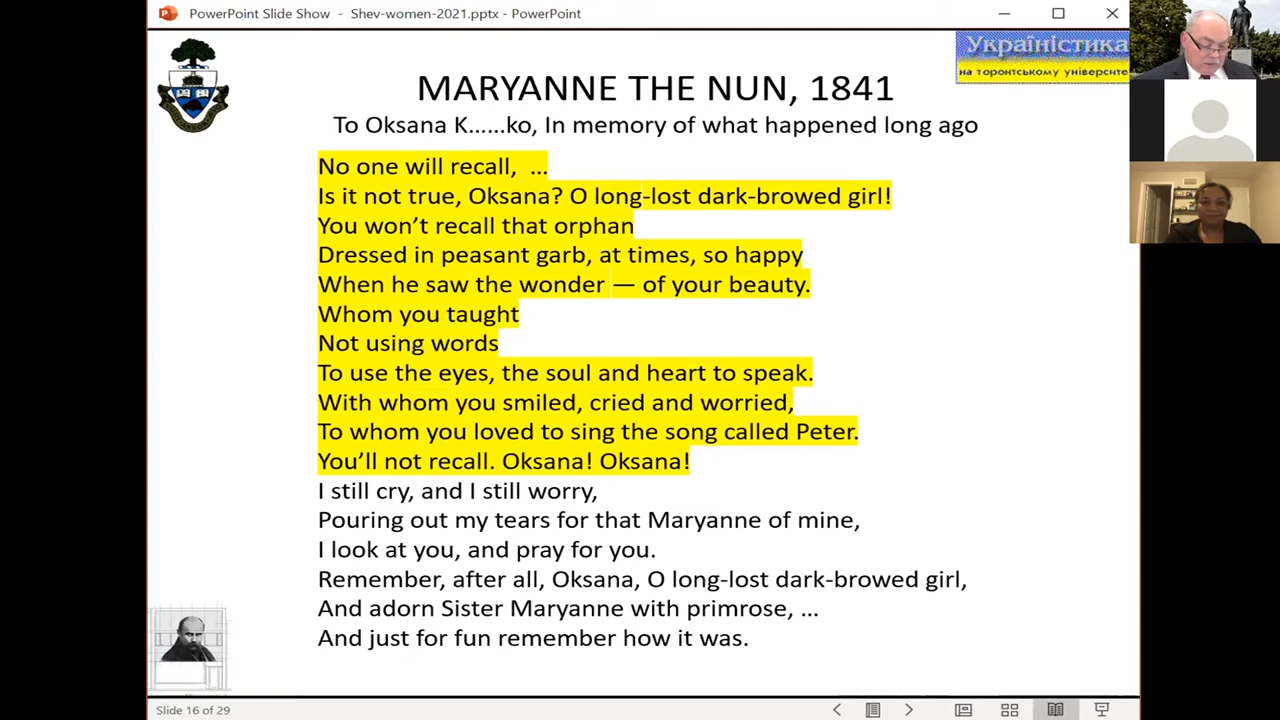 PowerPoint Slide Show - Shev-women-2021.pptx - PowerPoint
Україністика
на торонтському університе
MARYANNE THE NUN, 1841
To Oksana K......ko, In memory of what happened long ago
No one will recall, ...
Is it not true, Oksana? O long-lost dark-browed girl!
You won’t recall that orphan
Dressed in peasant garb, at times, so happy
When he saw the wonder — of your beauty.
Whom you taught
Not using words
To use the eyes, the soul and heart to speak.
With whom you smiled, cried and worried,
To whom you loved to sing the song called Peter.
You’ll not recall. Oksana! Oksana!
I still cry, and I still worry,
Pouring out my tears for that Maryanne of mine,
I look at you, and pray for you.
Remember, after all, Oksana, O long-lost dark-browed girl,
And adorn Sister Maryanne with primrose, ...
And just for fun remember how it was.
Slide 16 of 29